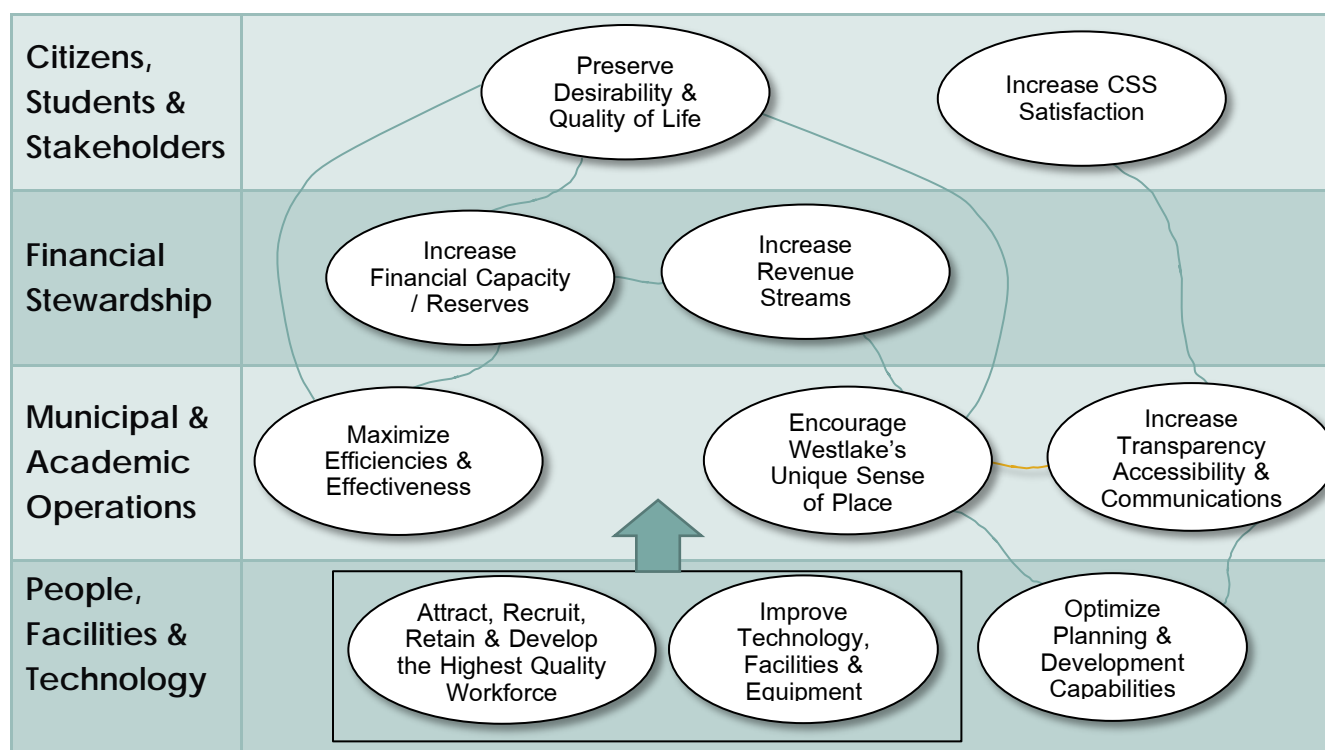 Citizens,
Students &
Stakeholders
Preserve
Desirability &
Quality of Life
Increase CSS
Satisfaction
Financial
Stewardship
Increase
Financial Capacity
/ Reserves
Increase
Revenue
Streams
Municipal &
Academic
Operations
Maximize
Efficiencies &
Effectiveness
Encourage
Westlake's
Unique Sense
of Place
Increase
Transparency
Accessibility &
Communications
People,
Facilities &
Technology
Attract, Recruit,
Retain & Develop
the Highest Quality
Workforce
Improve
Technology,
Facilities &
Equipment
Optimize
Planning &
Development
Capabilities